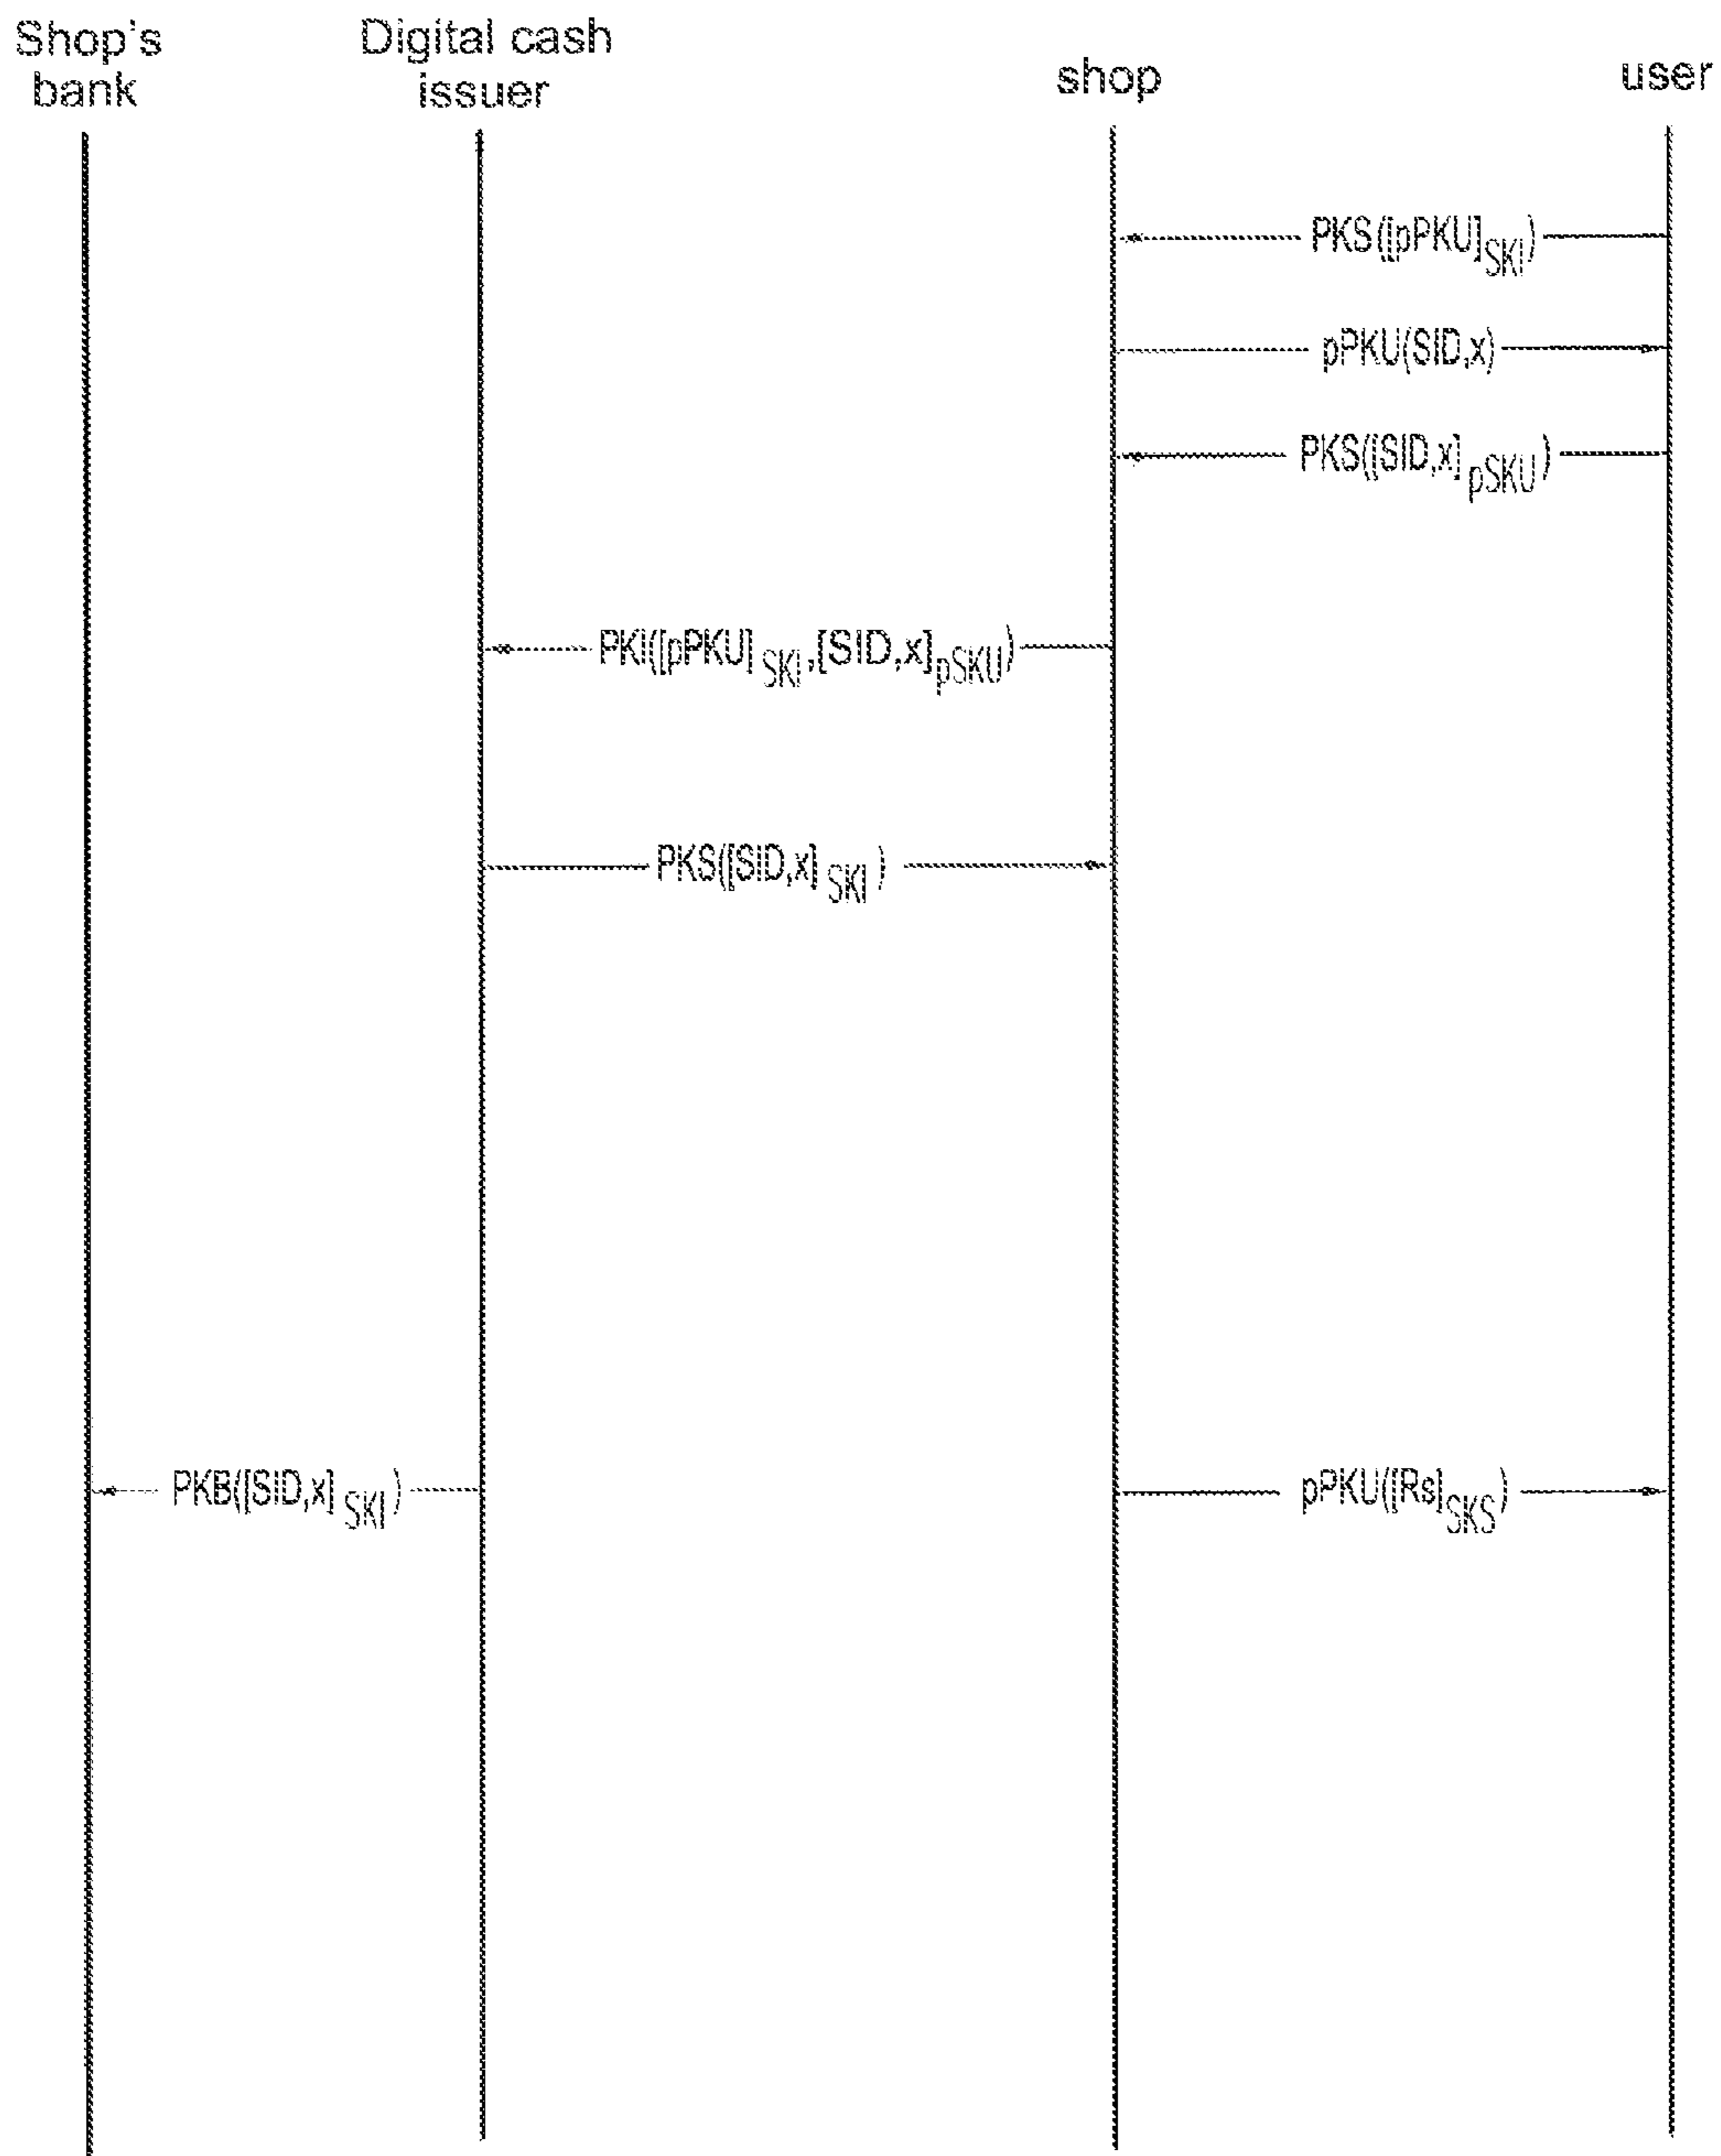 Shop's
bank
Digital cash
issuer
shop
user
PKS([pPKU]SKI)
pPKU(SID,x)
PKS([SID,x]pSKU)
PKI([pPKU]SKI,[SID,x]pSKU)
PKS([SID,x]SKI)
PKB([SID,x]SKI)
pPKU([Rs]SKS)